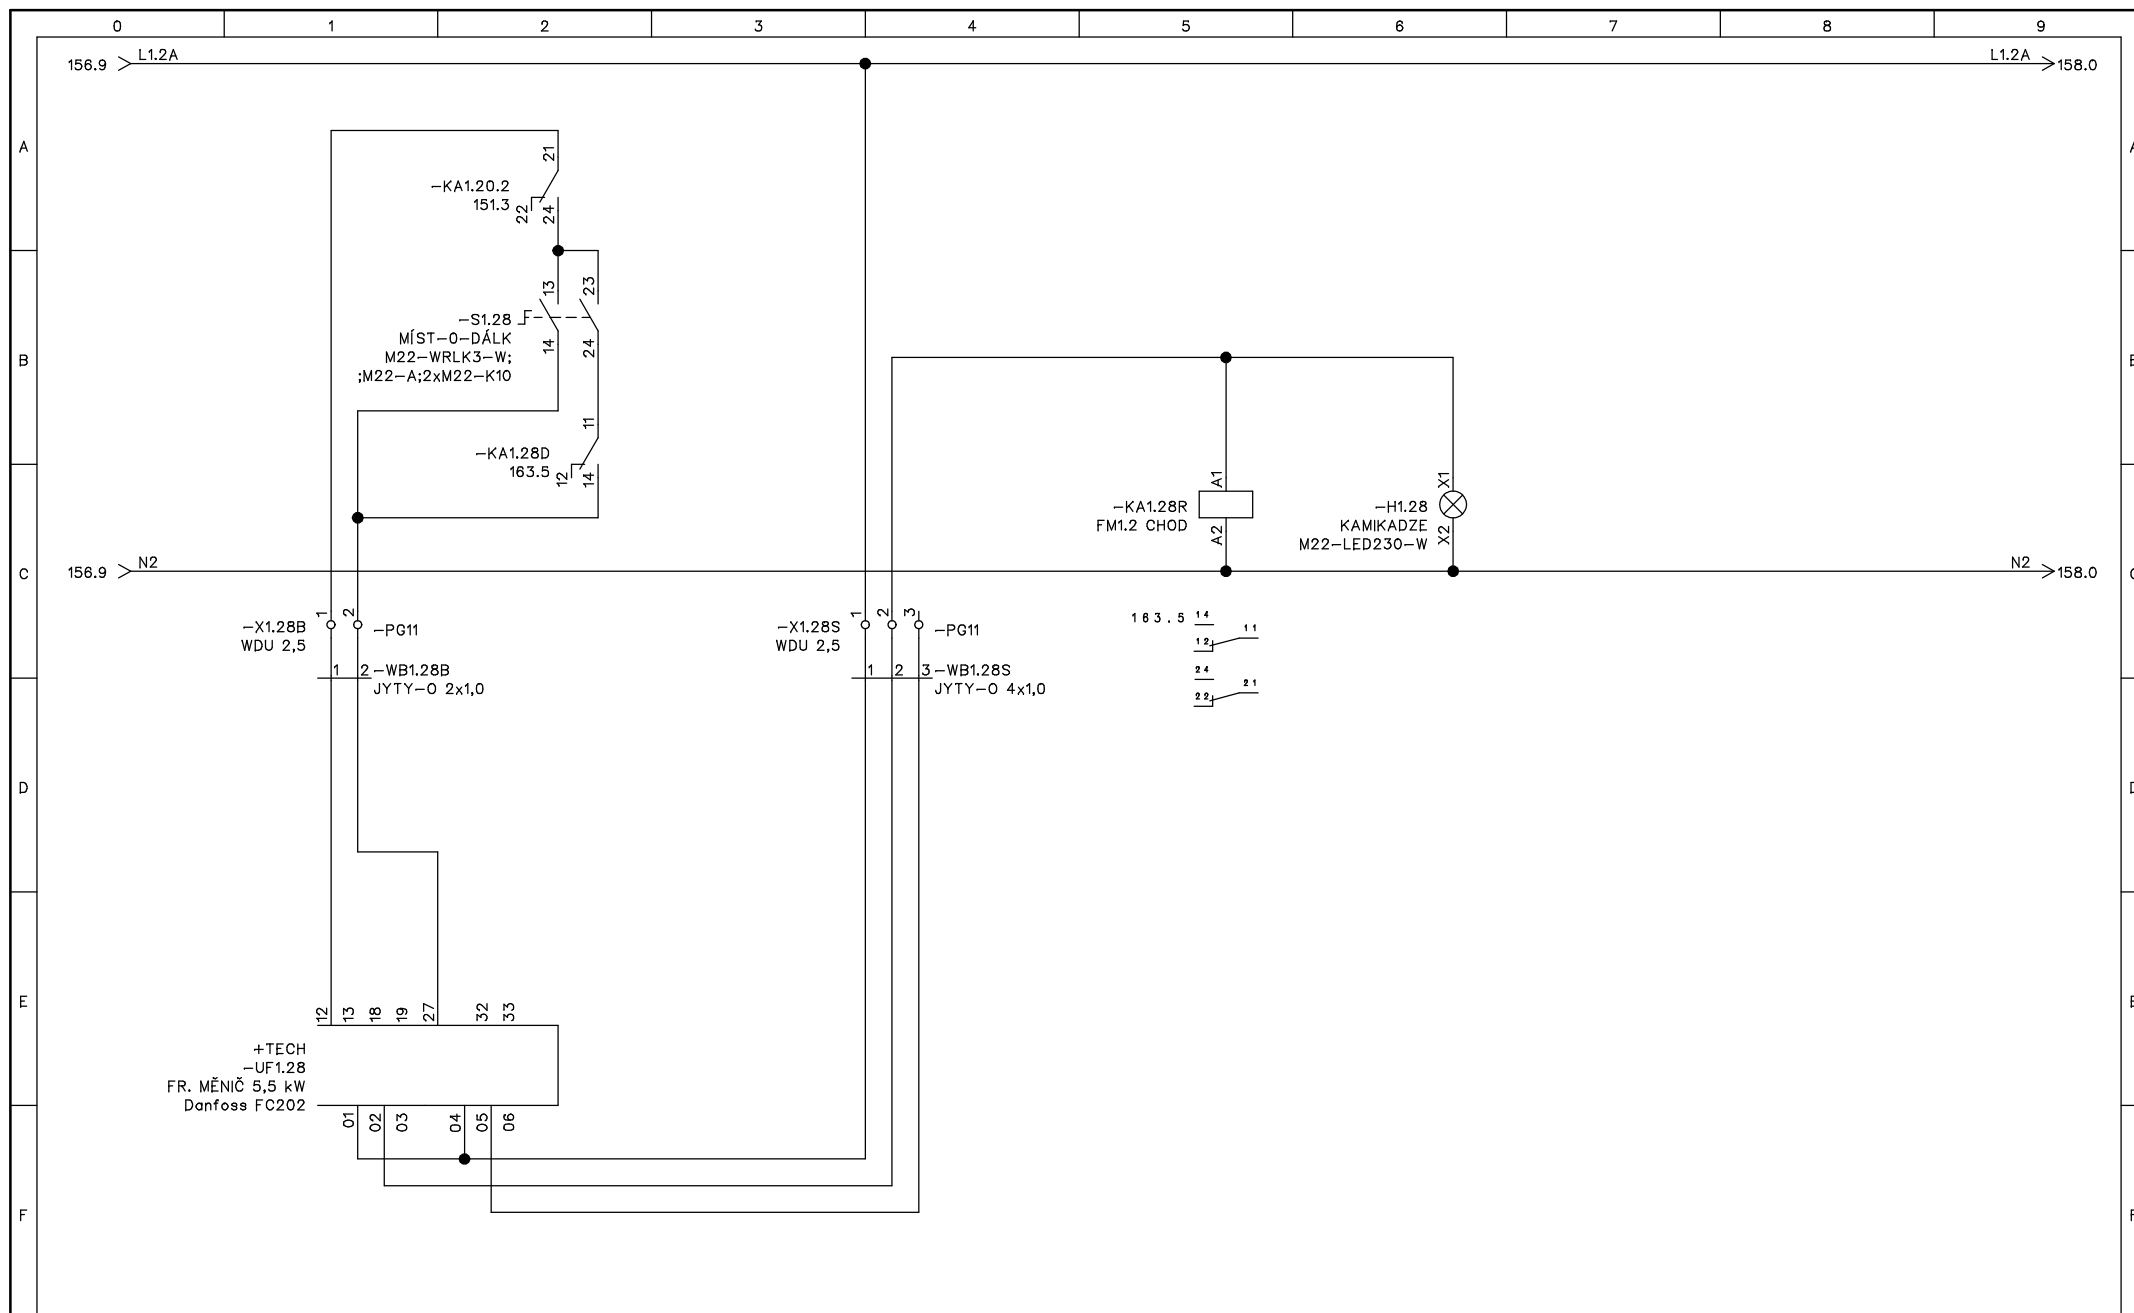 0 1 2 3 4 5 6 7 8 9
156.9 L1.2A L1.2A 158.0
A
21
-KA1.20.2
151.3
22 24
13 23
-S1.28
MÍST-0-DÁLK
M22-WRLK3-W;
;M22-A;2xM22-K10
14 24
B
11
-KA1.28D
163.5
12 14
A1 X1
-KA1.28R
FM1.2 CHOD
A2
-H1.28
KAMIKADZE
M22-LED230-W
X2
C
156.9 N2 N2 158.0
1 2
-X1.28B
WDU 2,5
-PG11
1 2 3
-X1.28S
WDU 2,5
-PG11
163.5 14
12 11
24
22 21
1 2 -WB1.28B
JYTY-O 2x1,0
1 2 3 -WB1.28S
JYTY-O 4x1,0
D
E
12 13 18 19 27 32 33
+TECH
-UF1.28
FR. MĚNIČ 5,5 kW
Danfoss FC202
01 02 03 04 05 06
F